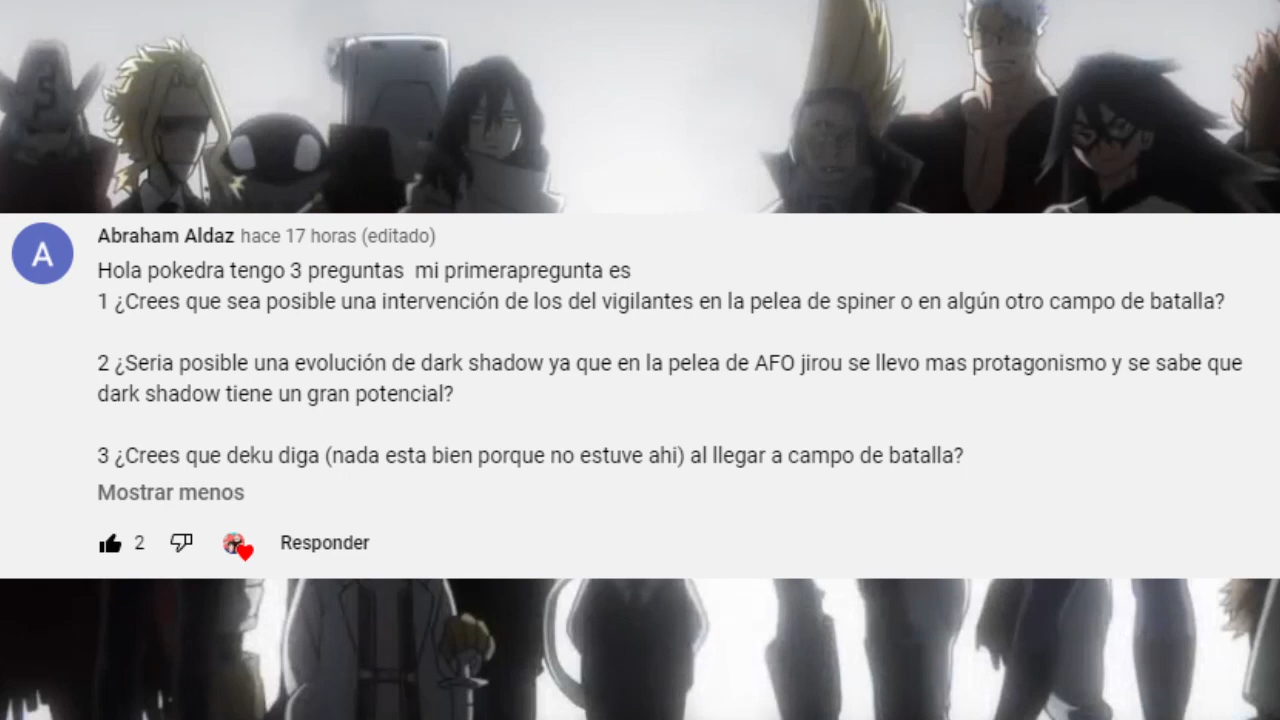 A
Abraham Aldaz hace 17 horas (editado)
Hola pokedra tengo 3 preguntas mi primerapregunta es
1 ¿Crees que sea posible una intervención de los del vigilantes en la pelea de spiner o en algún otro campo de batalla?
2 ¿Seria posible una evolución de dark shadow ya que en la pelea de AFO jirou se llevo mas protagonismo y se sabe que
dark shadow tiene un gran potencial?
3 ¿Crees que deku diga (nada esta bien porque no estuve ahi) al llegar a campo de batalla?
Mostrar menos
2 Responder